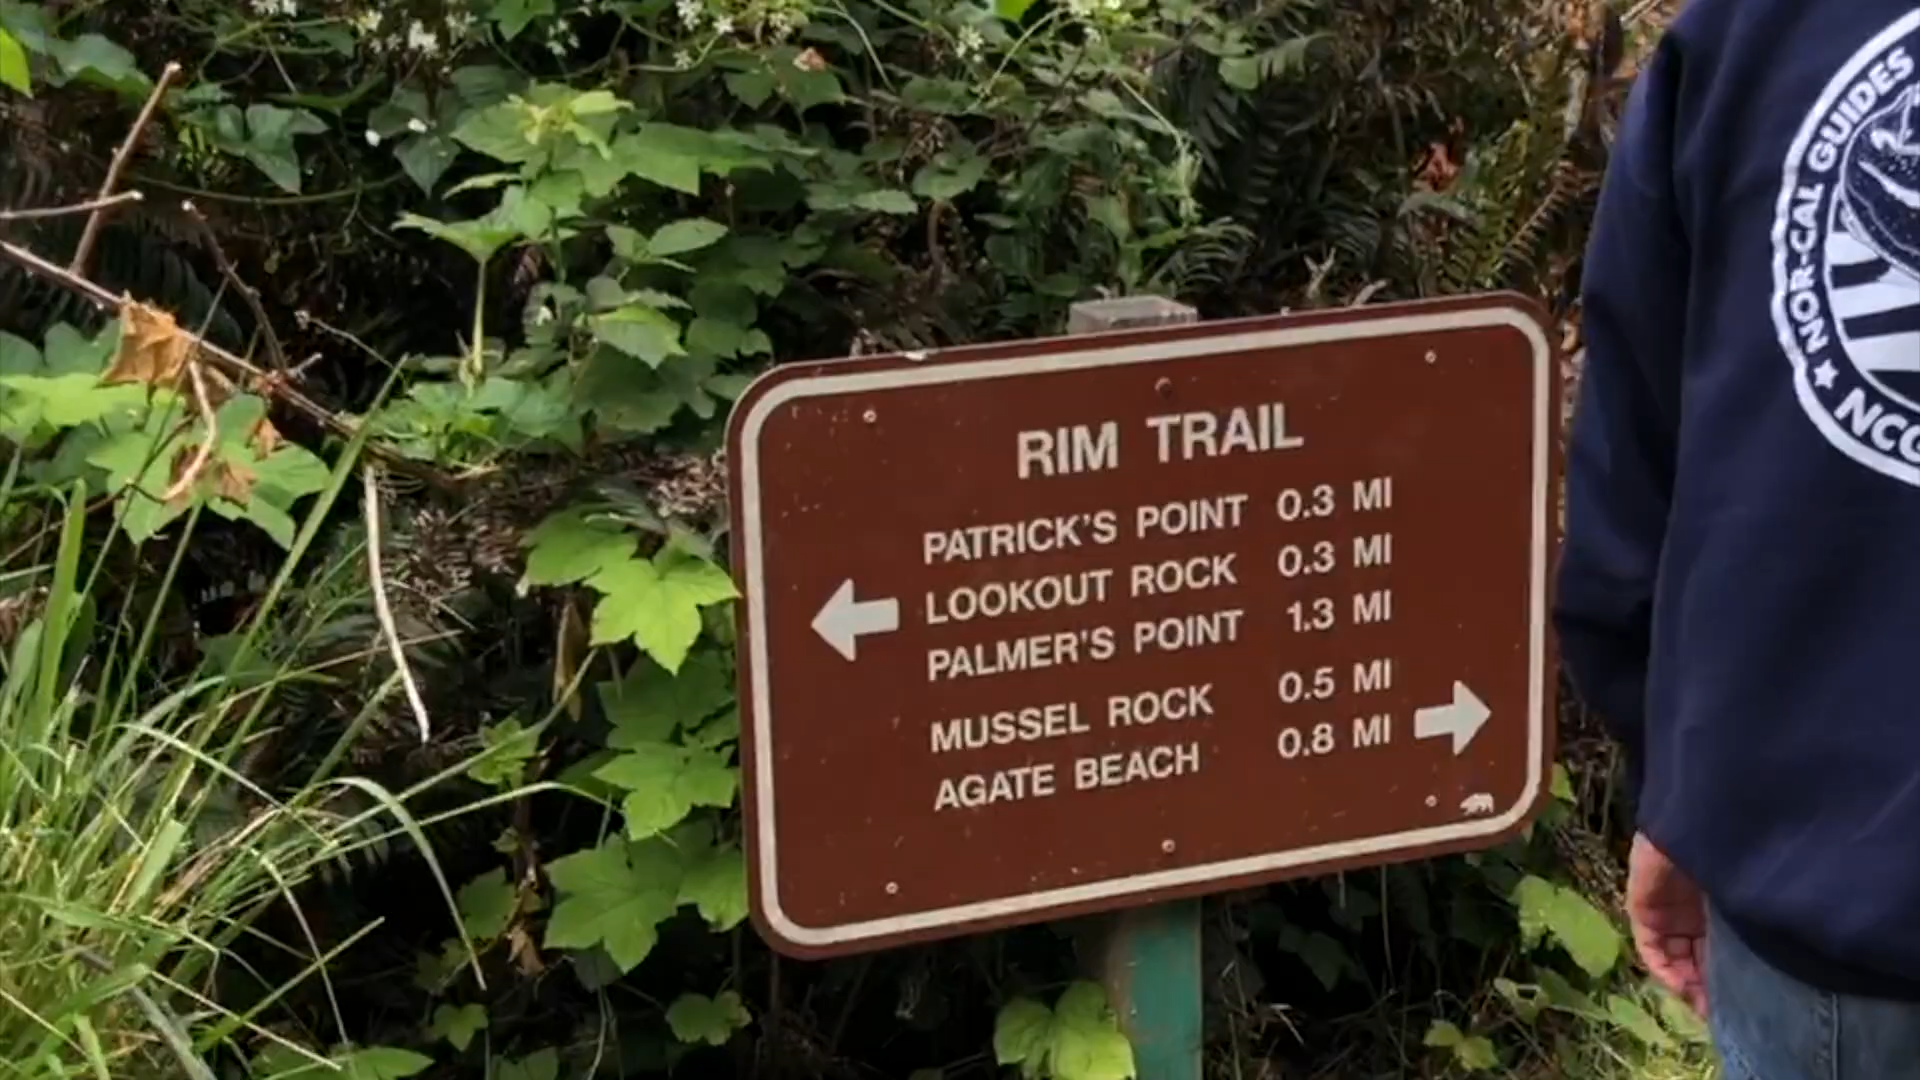 RIM TRAIL
PATRICK'S POINT 0.3 MI
LOOKOUT ROCK 0.3 MI
PALMER'S POINT 1.3 MI
MUSSEL ROCK 0.5 MI
AGATE BEACH 0.8 MI
NOR-CAL GUIDES